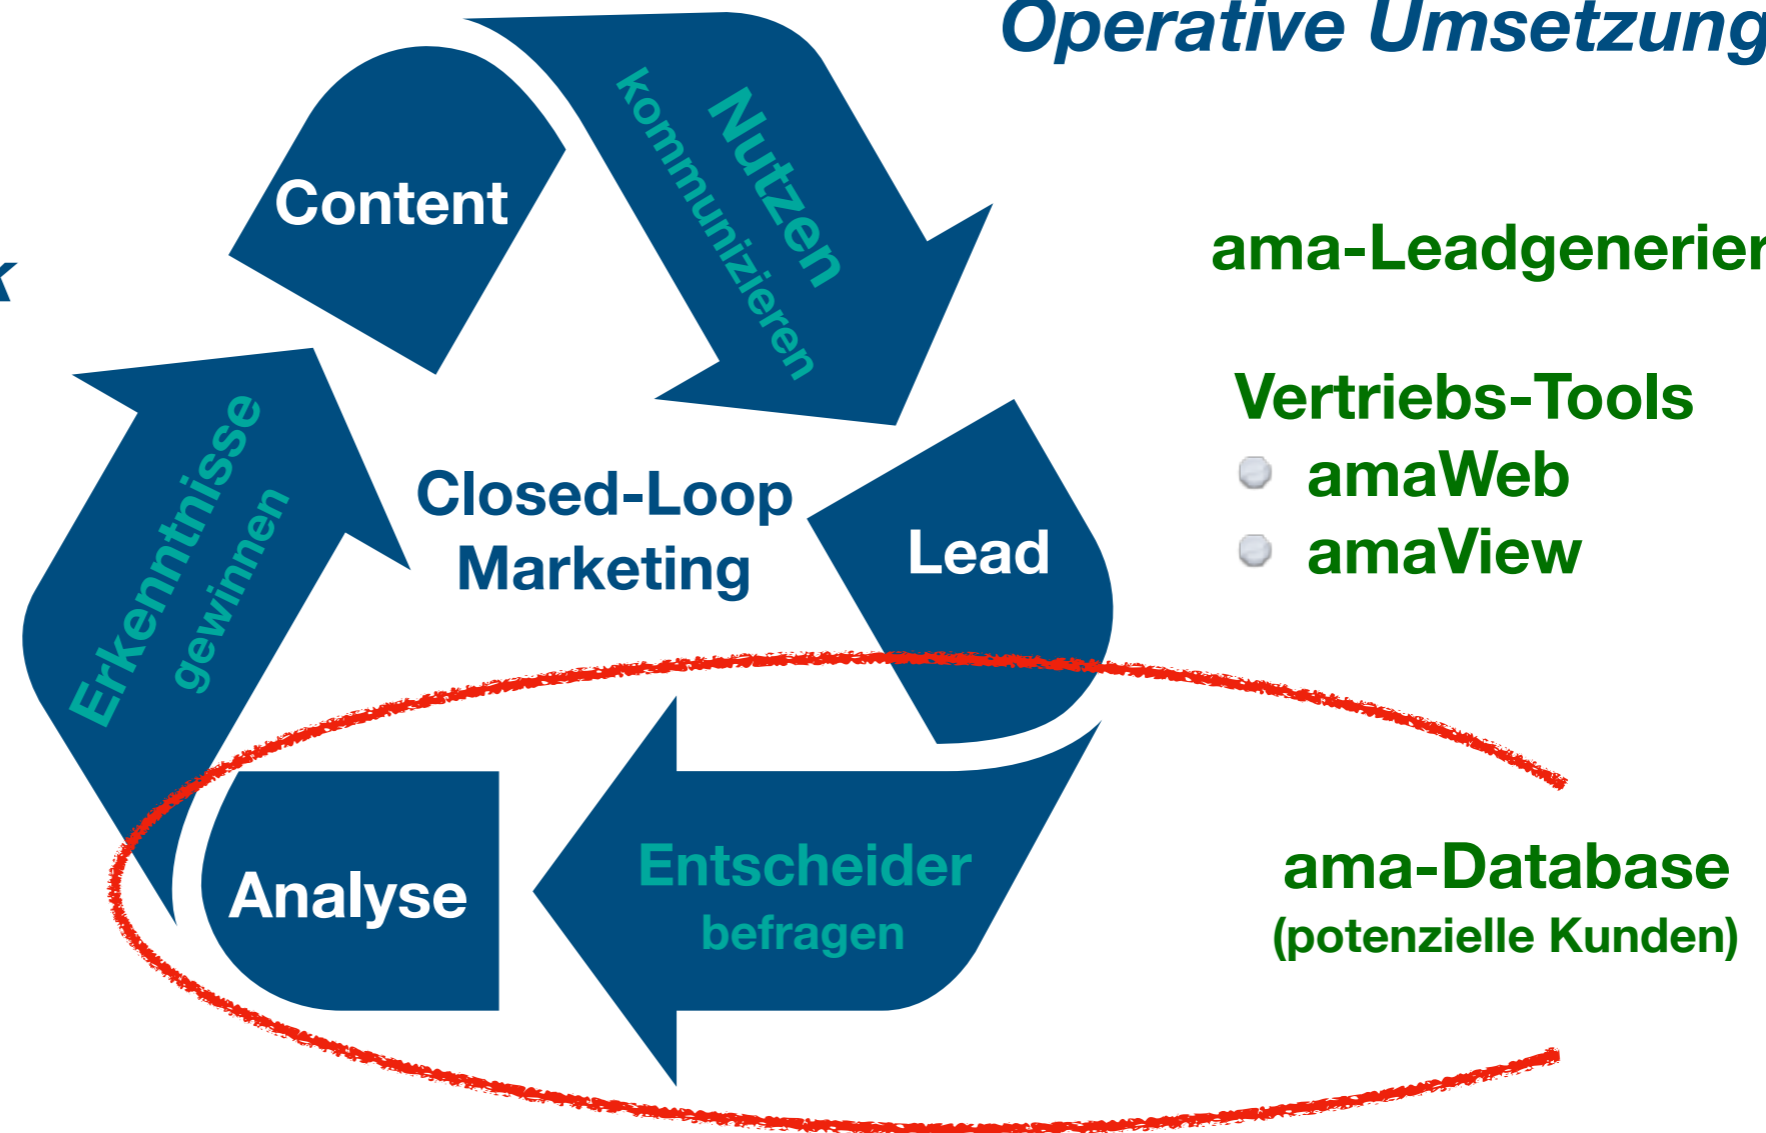 Operative Umsetzung
Content
Nutzen
kommunizieren
ama-Leadgenerier
Vertriebs-Tools
amaWeb
amaView
Erkenntnisse
gewinnen
Closed-Loop
Marketing
Lead
Analyse
Entscheider
befragen
ama-Database
(potenzielle Kunden)